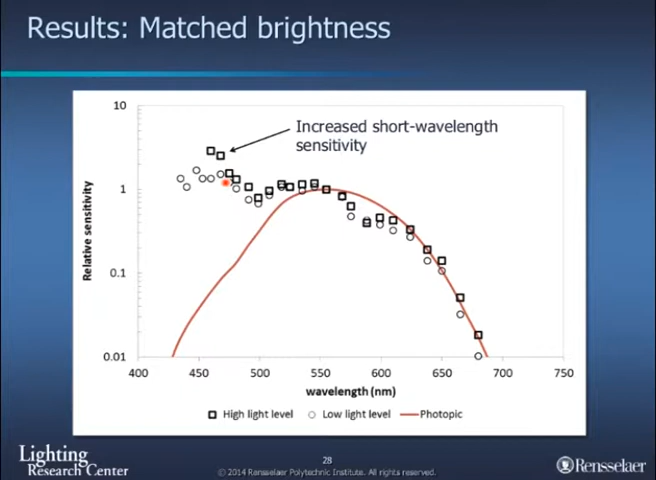 Results: Matched brightness
10
Increased short-wavelength
sensitivity
1
Relative sensitivity
0.1
0.01
400 450 500 550 600 650 700 750
wavelength (nm)
High light level Low light level Photopic
Lighting
Research Center
28
© 2014 Rensselaer Polytechnic Institute. All rights reserved.
Rensselaer